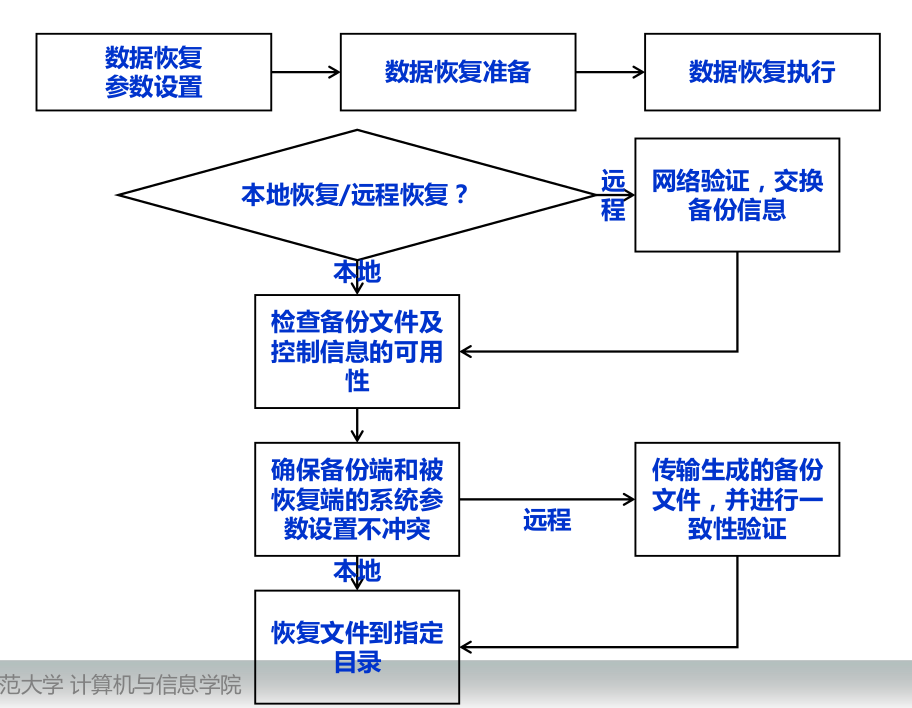 数据恢复
参数设置
数据恢复准备
数据恢复执行
本地恢复/远程恢复？
远
程
网络验证，交换
备份信息
本地
检查备份文件及
控制信息的可用
性
确保备份端和被
恢复端的系统参
数设置不冲突
远程
传输生成的备份
文件，并进行一
致性验证
本地
恢复文件到指定
目录
范大学 计算机与信息学院